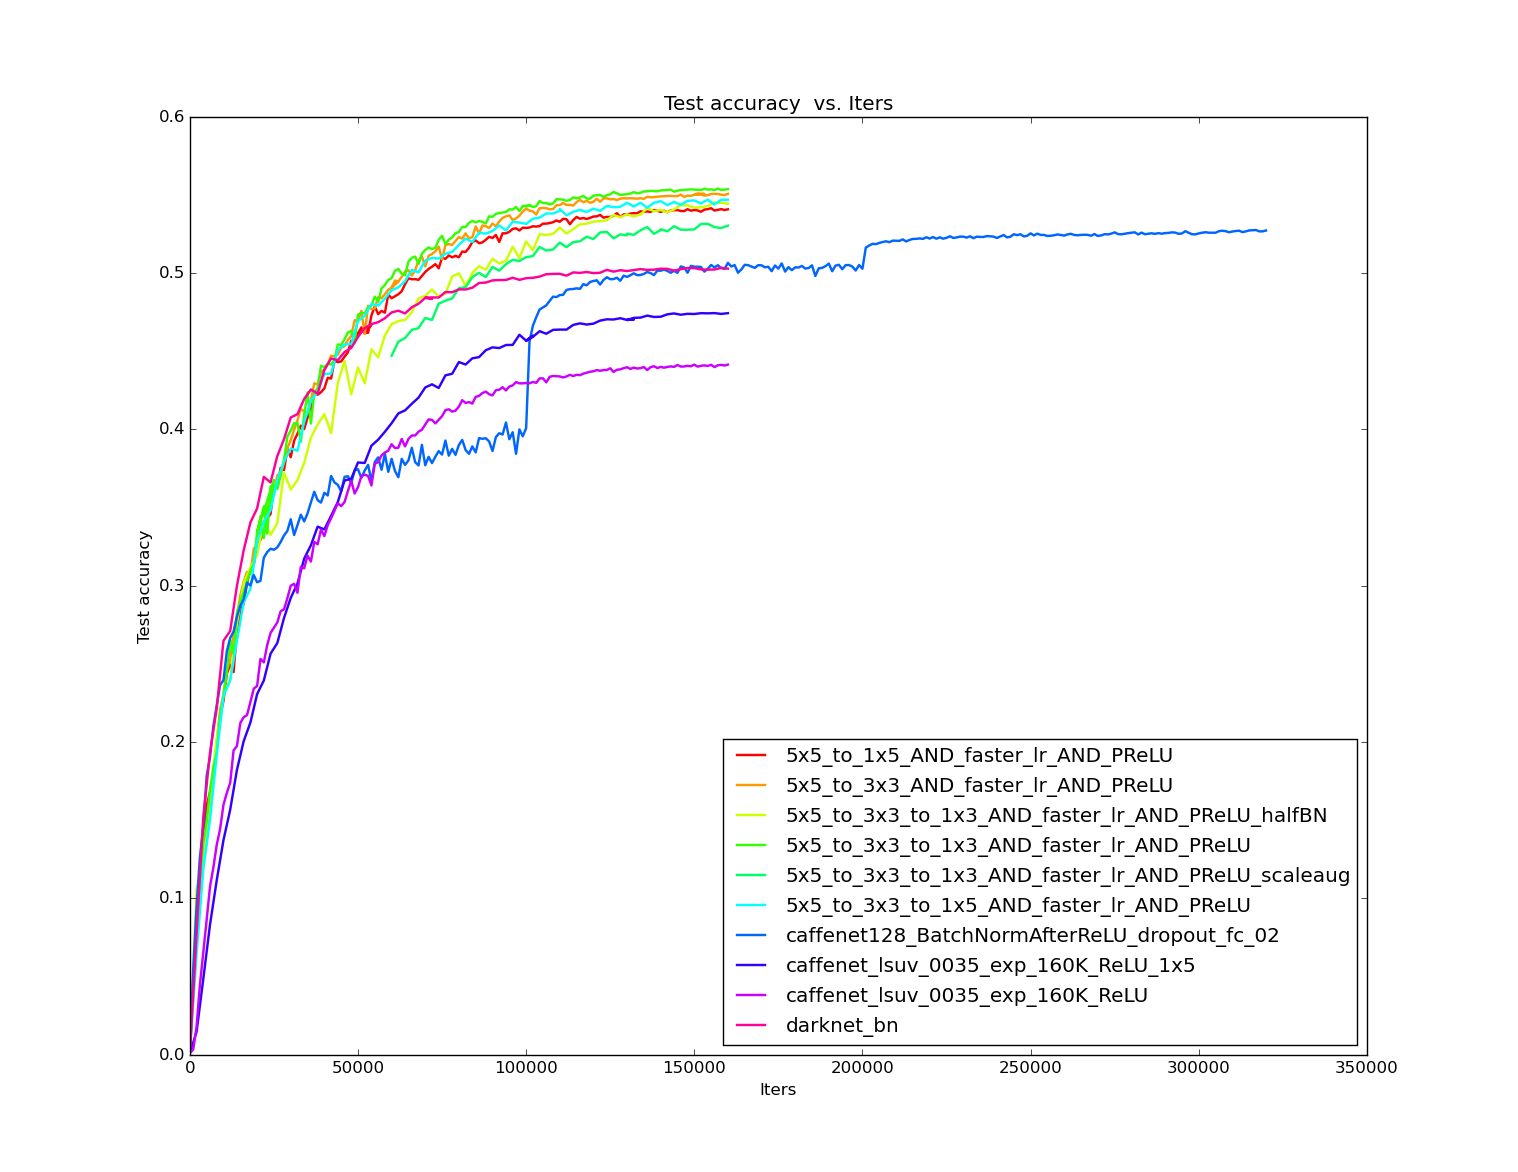 Test accuracy  vs. Iters
0.6
0.5
0.4
0.3
0.2
0.1
0.0
Test accuracy
5x5_to_1x5_AND_faster_lr_AND_PReLU
5x5_to_3x3_AND_faster_lr_AND_PReLU
5x5_to_3x3_to_1x3_AND_faster_lr_AND_PReLU_halfBN
5x5_to_3x3_to_1x3_AND_faster_lr_AND_PReLU
5x5_to_3x3_to_1x3_AND_faster_lr_AND_PReLU_scaleaug
5x5_to_3x3_to_1x5_AND_faster_lr_AND_PReLU
caffenet128_BatchNormAfterReLU_dropout_fc_02
caffenet_lsuv_0035_exp_160K_ReLU_1x5
caffenet_lsuv_0035_exp_160K_ReLU
darknet_bn
0 50000 100000 150000 200000 250000 300000 350000
Iters